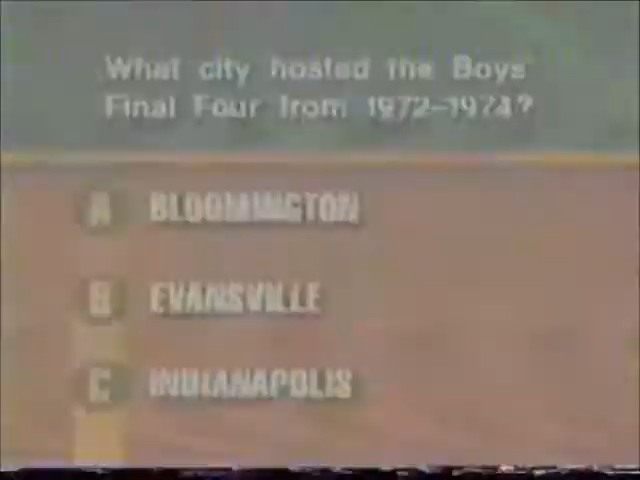 What city hosted the Boys'
Final Four from 1972-1974?
A BLOOMINGTON
B EVANSVILLE
C INDIANAPOLIS